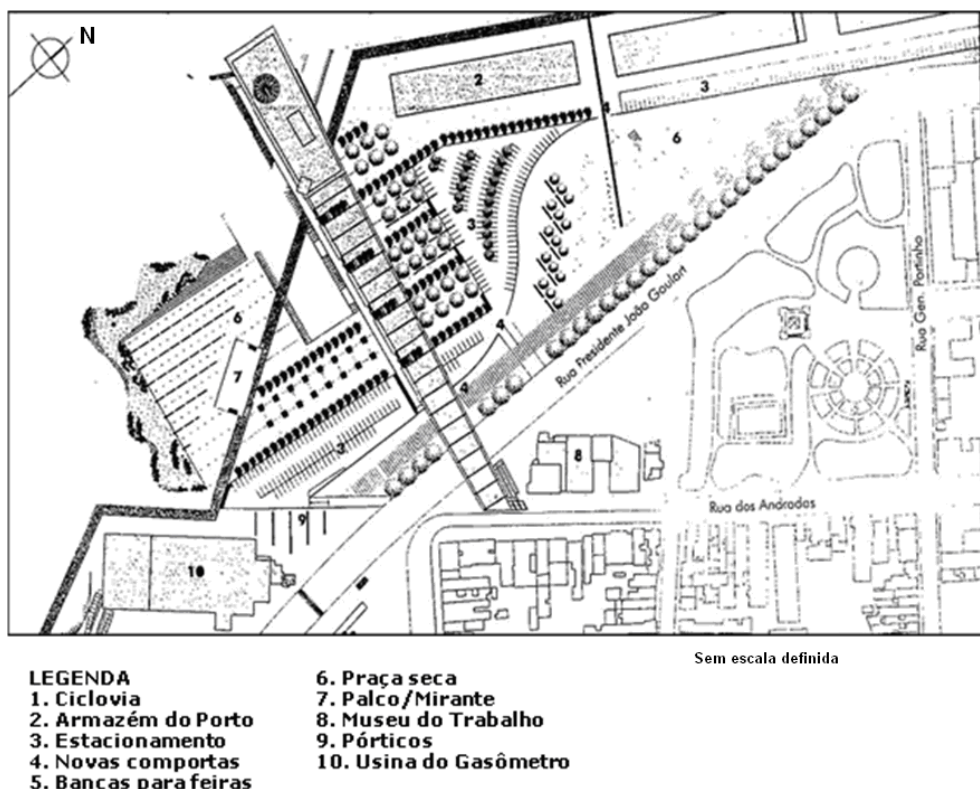 N
2
3
4
6
3
6
4
7
4
Rua Presidente João Goulart
Rua Gen. Portinho
3
8
Rua dos Andradas
9
10
Sem escala definida
LEGENDA
1. Ciclovia
2. Armazém do Porto
3. Estacionamento
4. Novas comportas
5. Bancas para feiras
6. Praça seca
7. Palco/Mirante
8. Museu do Trabalho
9. Pórticos
10. Usina do Gasômetro